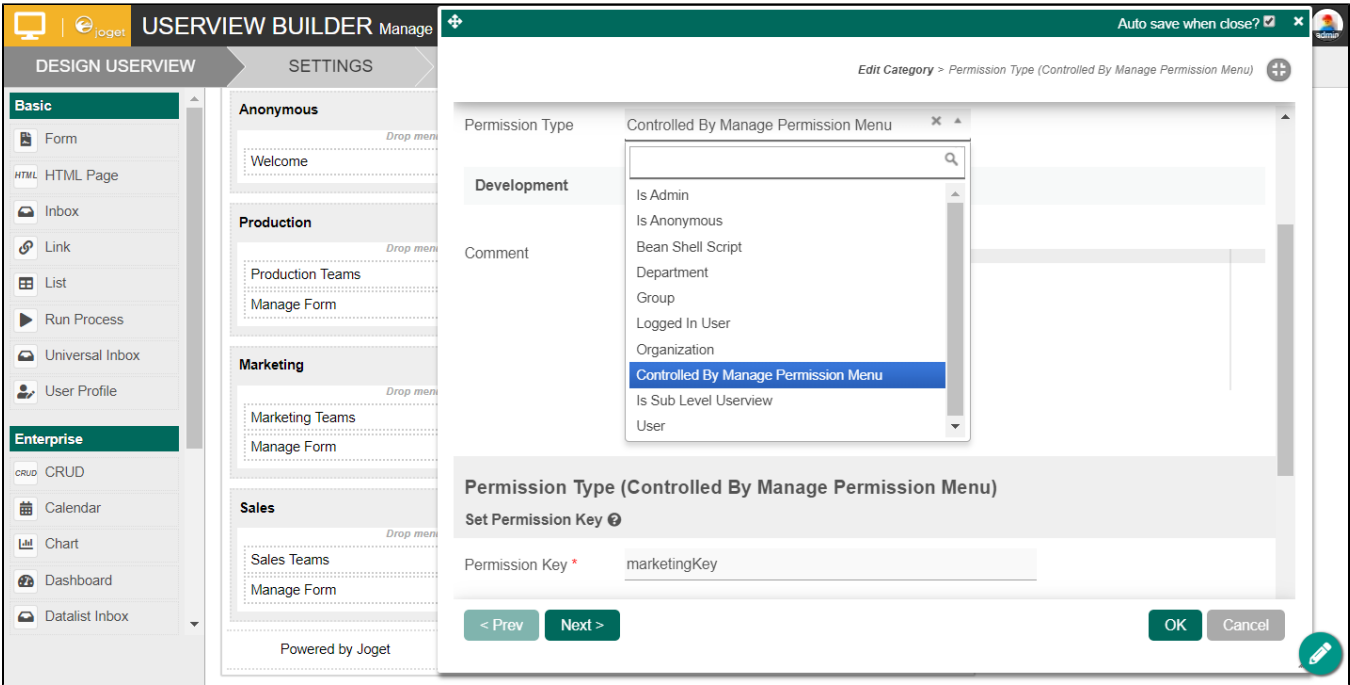 joget
USERVIEW BUILDER Manage
Auto save when close?
admin
DESIGN USERVIEW
SETTINGS
Edit Category > Permission Type (Controlled By Manage Permission Menu)
Basic
Form
HTML HTML Page
Inbox
Link
List
Run Process
Universal Inbox
User Profile
Enterprise
CRUD CRUD
Calendar
Chart
Dashboard
Datalist Inbox
Anonymous
Drop men
Welcome
Production
Drop men
Production Teams
Manage Form
Marketing
Drop men
Marketing Teams
Manage Form
Sales
Drop men
Sales Teams
Manage Form
Powered by Joget
Permission Type
Controlled By Manage Permission Menu
Is Admin
Is Anonymous
Bean Shell Script
Department
Group
Logged In User
Organization
Controlled By Manage Permission Menu
Is Sub Level Userview
User
Development
Comment
Permission Type (Controlled By Manage Permission Menu)
Set Permission Key
Permission Key *
marketingKey
< Prev
Next >
OK
Cancel